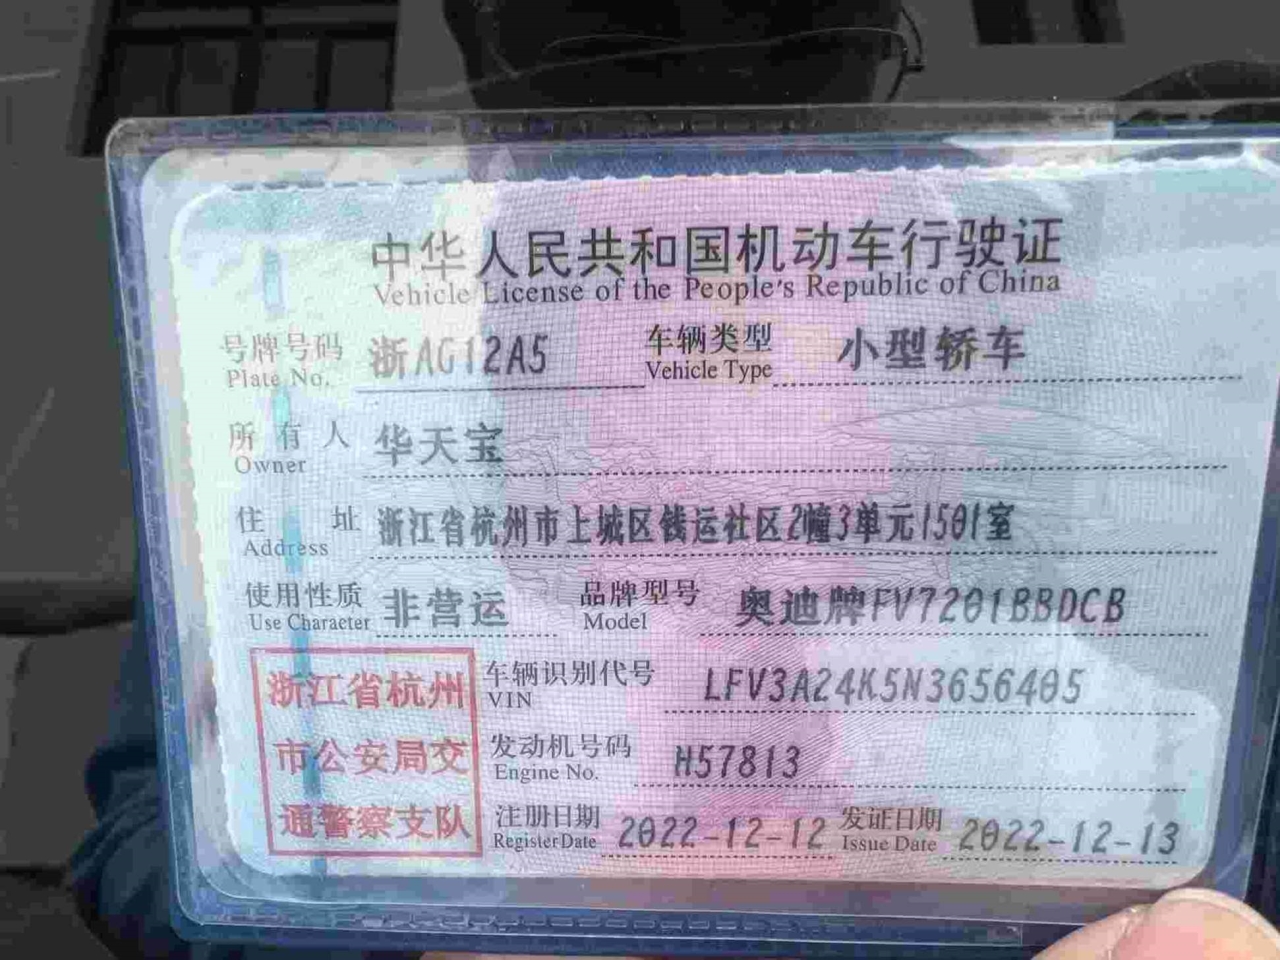 中华人民共和国机动车行驶证
Vehicle License of the People's Republic of China
号牌号码 浙AG12A5 车辆类型 小型轿车
Plate No. Vehicle Type
所有人 华天宝
Owner
住址 浙江省杭州市上城区钱运社区2幢3单元1501室
Address
使用性质 非营运 品牌型号 奥迪牌FV7201BBDCB
Use Character Model
浙江省杭州
市公安局交
通警察支队
车辆识别代号 LFV3A24K5N3656405
VIN
发动机号码 H57813
Engine No.
注册日期 2022-12-12 发证日期 2022-12-13
Register Date Issue Date